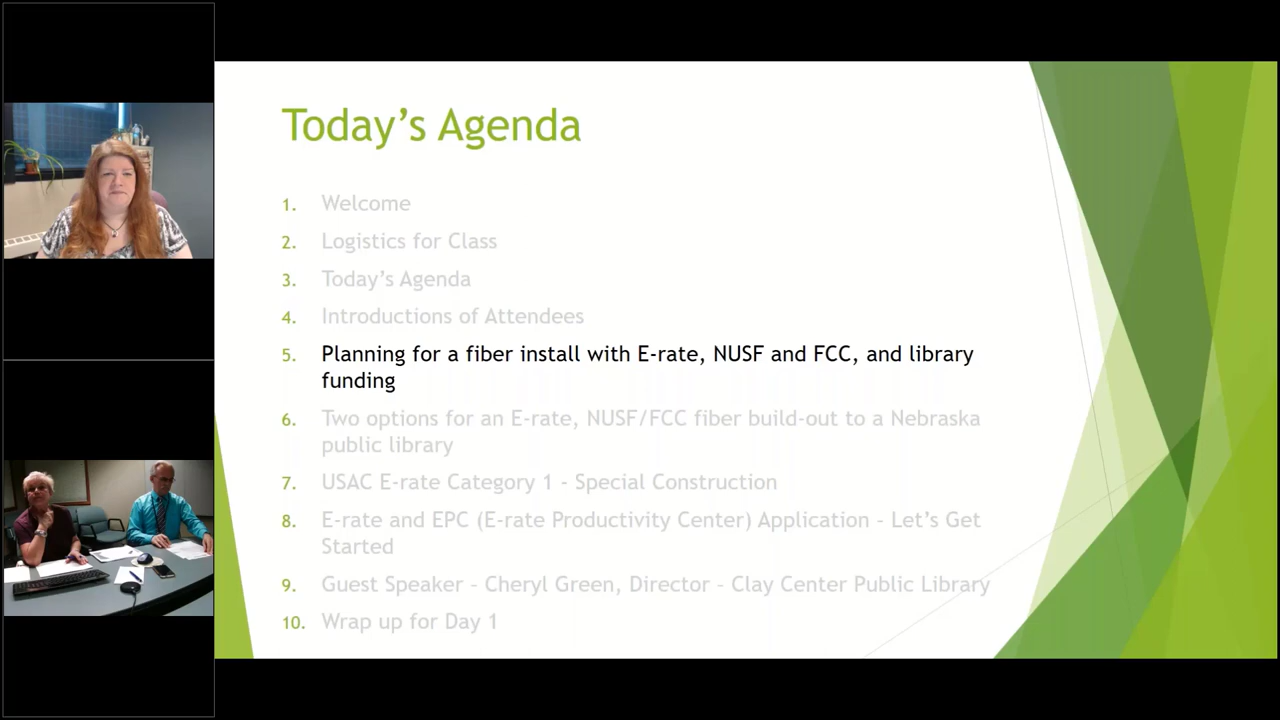 Today's Agenda
1. Welcome
2. Logistics for Class
3. Today's Agenda
4. Introductions of Attendees
5. Planning for a fiber install with E-rate, NUSF and FCC, and library
funding
6. Two options for an E-rate, NUSF/FCC fiber build-out to a Nebraska
public library
7. USAC E-rate Category 1 - Special Construction
8. E-rate and EPC (E-rate Productivity Center) Application - Let's Get
Started
9. Guest Speaker - Cheryl Green, Director - Clay Center Public Library
10. Wrap up for Day 1